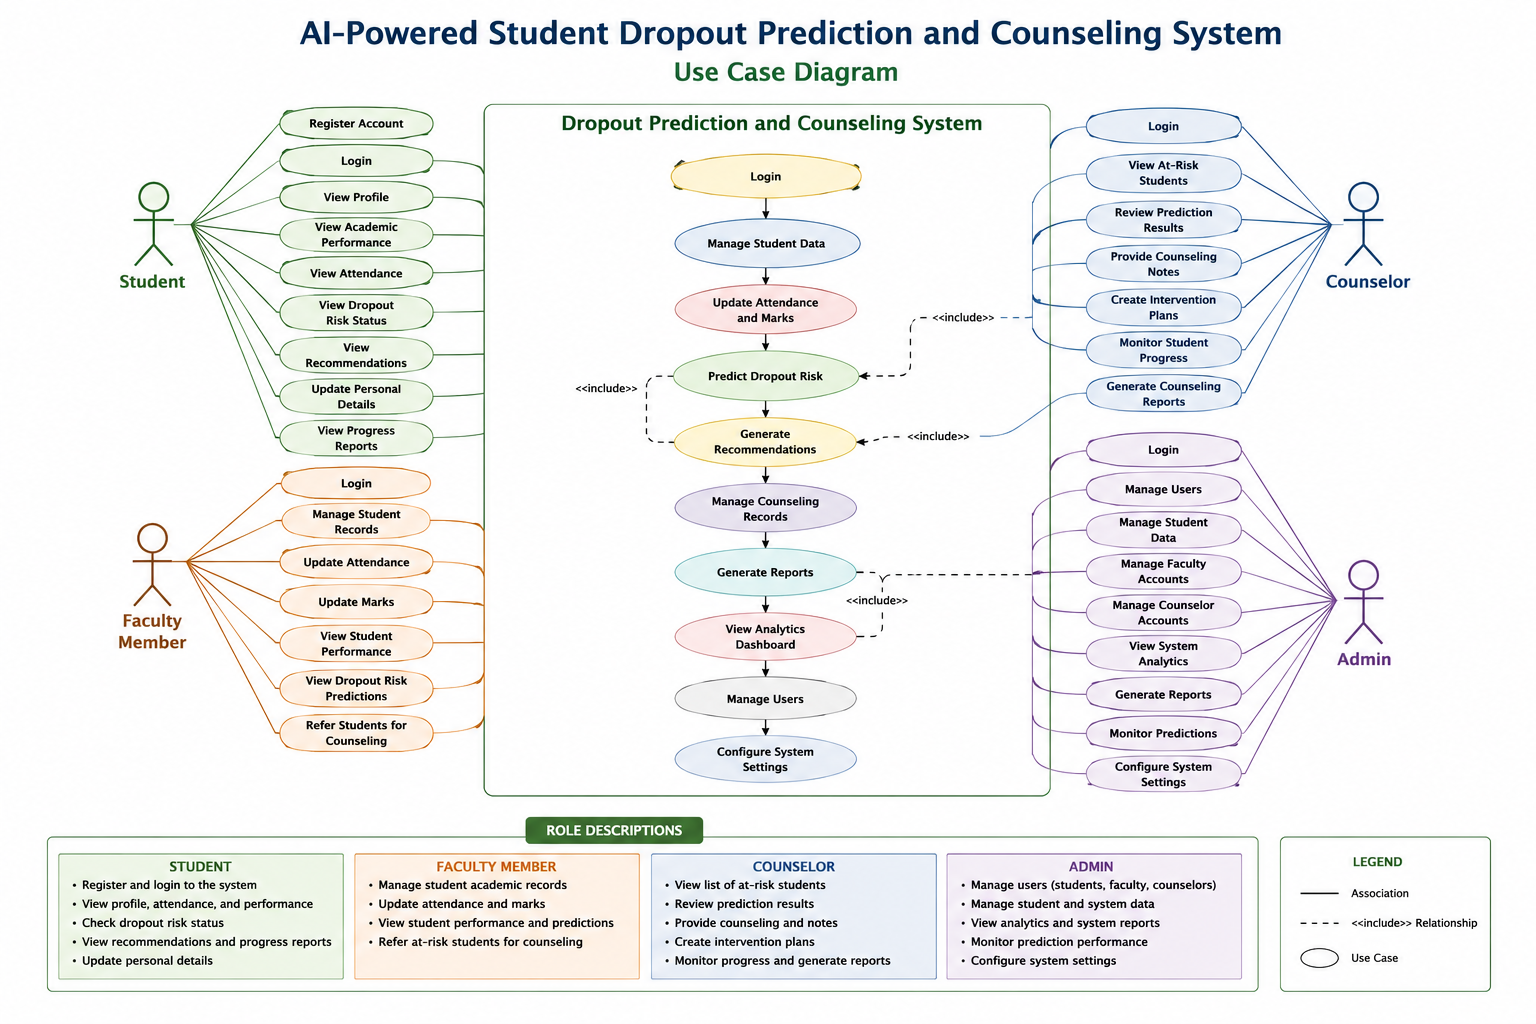 AI-Powered Student Dropout Prediction and Counseling System
Use Case Diagram
Register Account
Login
View Profile
View Academic
Performance
View Attendance
View Dropout
Risk Status
View
Recommendations
Update Personal
Details
View Progress
Reports
Student
Login
Manage Student
Records
Update Attendance
Update Marks
View Student
Performance
View Dropout Risk
Predictions
Refer Students for
Counseling
Faculty
Member
Dropout Prediction and Counseling System
Login
Manage Student Data
Update Attendance
and Marks
<<include>>
Predict Dropout Risk
<<include>>
Generate
Recommendations
<<include>>
Manage Counseling
Records
Generate Reports
<<include>>
View Analytics
Dashboard
Manage Users
Configure System
Settings
Login
View At-Risk
Students
Review Prediction
Results
Provide Counseling
Notes
Create Intervention
Plans
Monitor Student
Progress
Generate Counseling
Reports
Counselor
Login
Manage Users
Manage Student
Data
Manage Faculty
Accounts
Manage Counselor
Accounts
View System
Analytics
Generate Reports
Monitor Predictions
Configure System
Settings
Admin
ROLE DESCRIPTIONS
STUDENT
• Register and login to the system
• View profile, attendance, and performance
• Check dropout risk status
• View recommendations and progress reports
• Update personal details
FACULTY MEMBER
• Manage student academic records
• Update attendance and marks
• View student performance and predictions
• Refer at-risk students for counseling
COUNSELOR
• View list of at-risk students
• Review prediction results
• Provide counseling and notes
• Create intervention plans
• Monitor progress and generate reports
ADMIN
• Manage users (students, faculty, counselors)
• Manage student and system data
• View analytics and system reports
• Monitor prediction performance
• Configure system settings
LEGEND
Association
<<include>> Relationship
Use Case